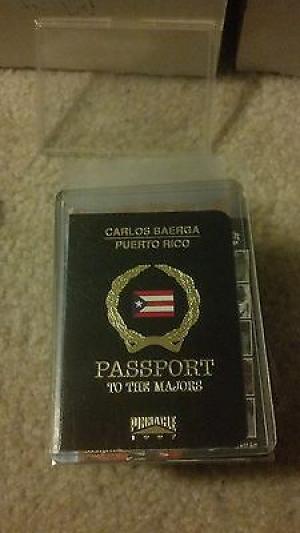 CARLOS BAERGA
PUERTO RICO
PASSPORT
TO THE MAJORS
PINNACLE
1997